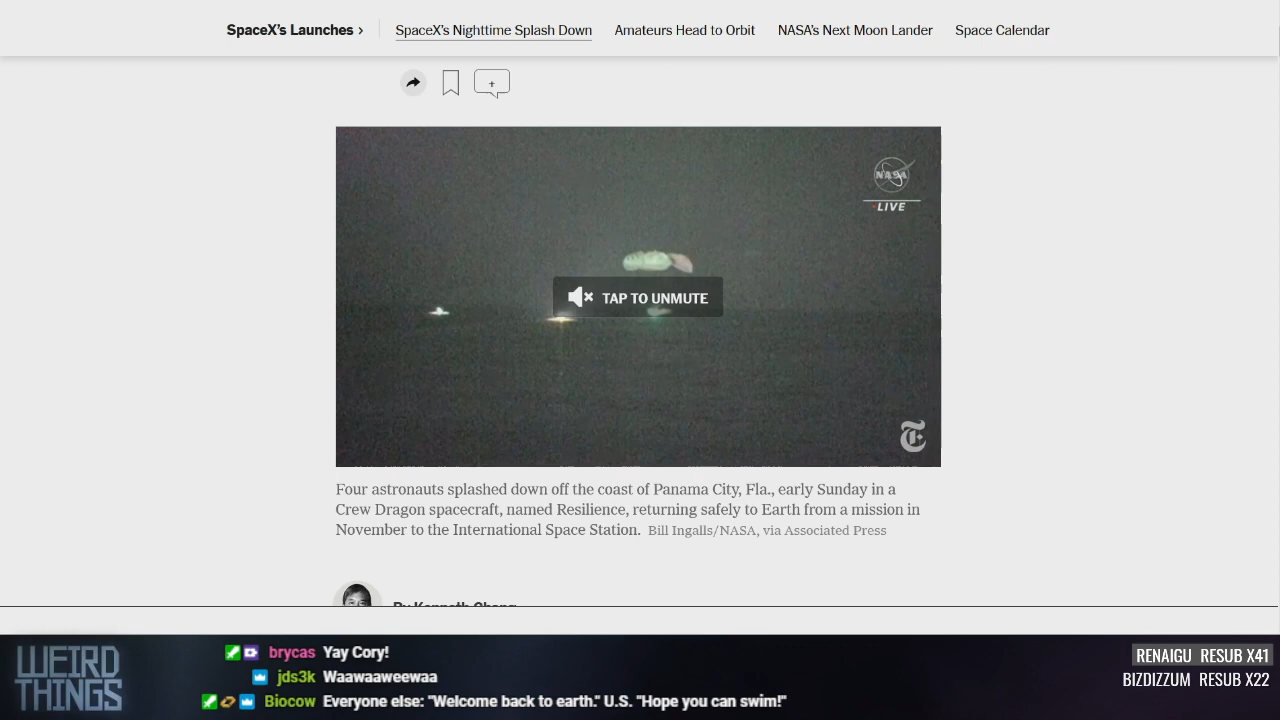 SpaceX's Launches › SpaceX's Nighttime Splash Down Amateurs Head to Orbit NASA's Next Moon Lander Space Calendar
+
NASA
LIVE
TAP TO UNMUTE
T
Four astronauts splashed down off the coast of Panama City, Fla., early Sunday in a
Crew Dragon spacecraft, named Resilience, returning safely to Earth from a mission in
November to the International Space Station. Bill Ingalls/NASA, via Associated Press
By Kenneth Chang
WEIRD
THINGS
brycas Yay Cory!
jds3k Waawaaweewaa
Biocow Everyone else: "Welcome back to earth." U.S. "Hope you can swim!"
RENAIGU RESUB X41
BIZDIZZUM RESUB X22